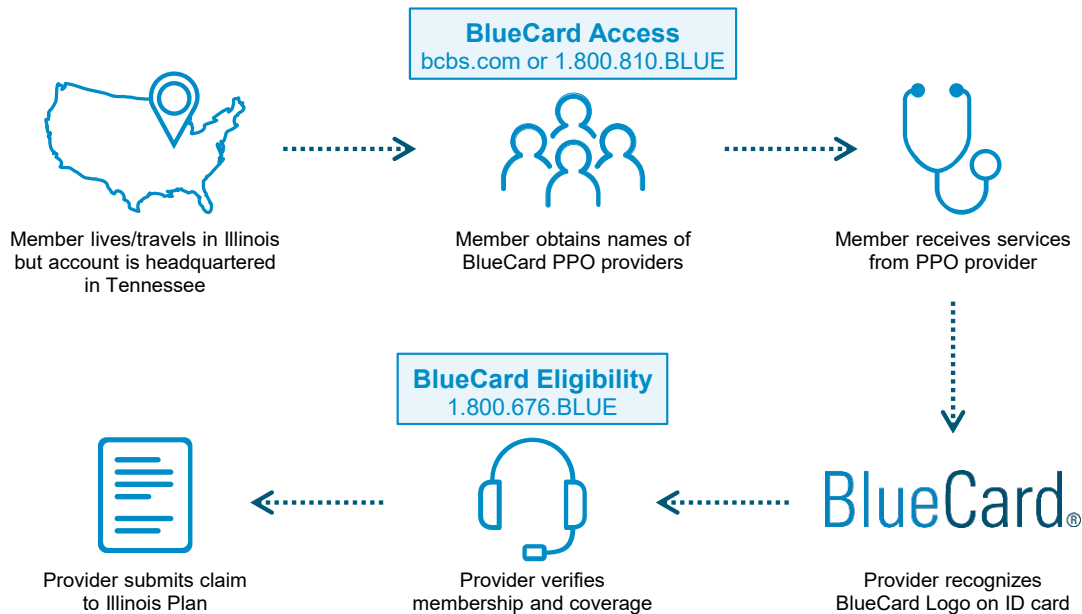 BlueCard Access
bcbs.com or 1.800.810.BLUE
Member lives/travels in Illinois
but account is headquartered
in Tennessee
Member obtains names of
BlueCard PPO providers
Member receives services
from PPO provider
BlueCard Eligibility
1.800.676.BLUE
BlueCard®
Provider submits claim
to Illinois Plan
Provider verifies
membership and coverage
Provider recognizes
BlueCard Logo on ID card